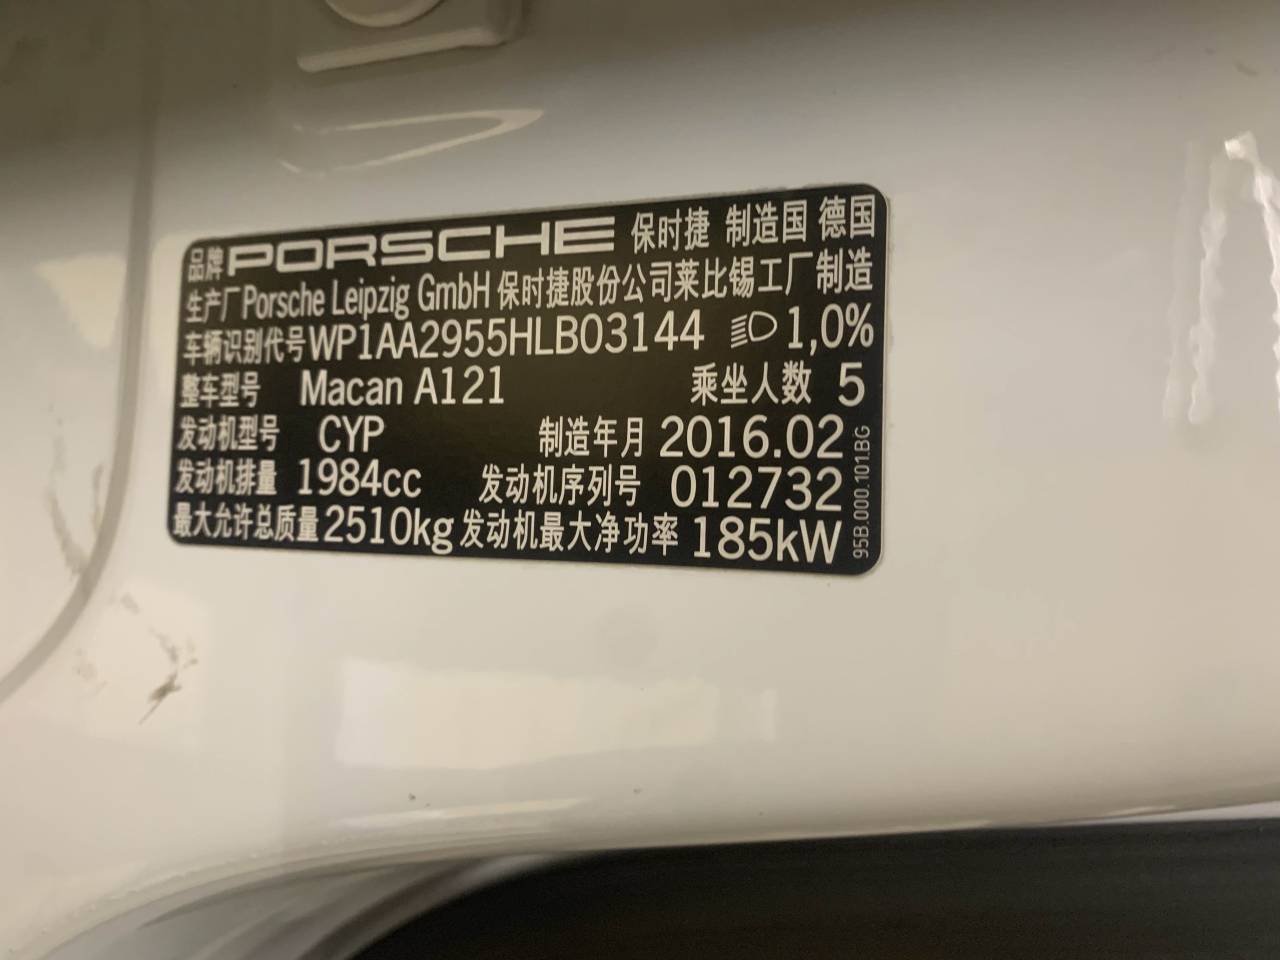 品牌 PORSCHE 保时捷 制造国 德国
生产厂 Porsche Leipzig GmbH 保时捷股份公司莱比锡工厂制造
车辆识别代号 WP1AA2955HLB03144 1,0%
整车型号 Macan A121 乘坐人数 5
发动机型号 CYP 制造年月 2016.02
发动机排量 1984cc 发动机序列号 012732
最大允许总质量 2510kg 发动机最大净功率 185kW
95B.000.101.BG